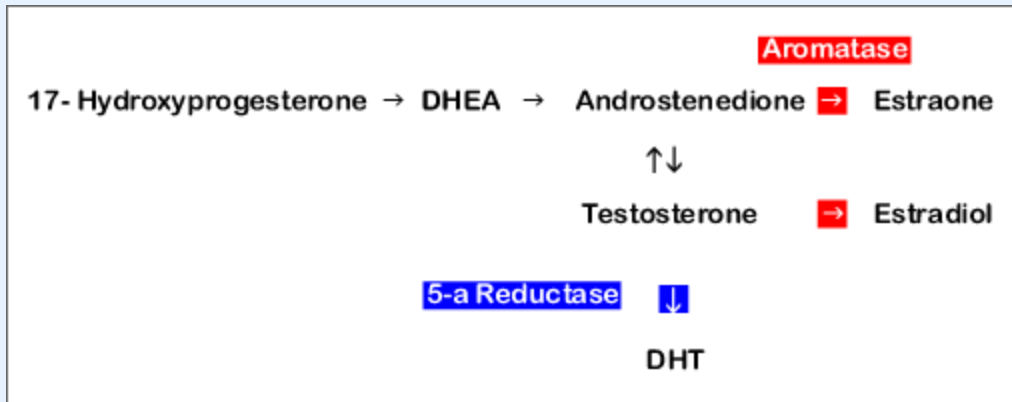 Aromatase
17- Hydroxyprogesterone → DHEA → Androstenedione → Estraone
↑↓
Testosterone → Estradiol
5-a Reductase ↓
DHT